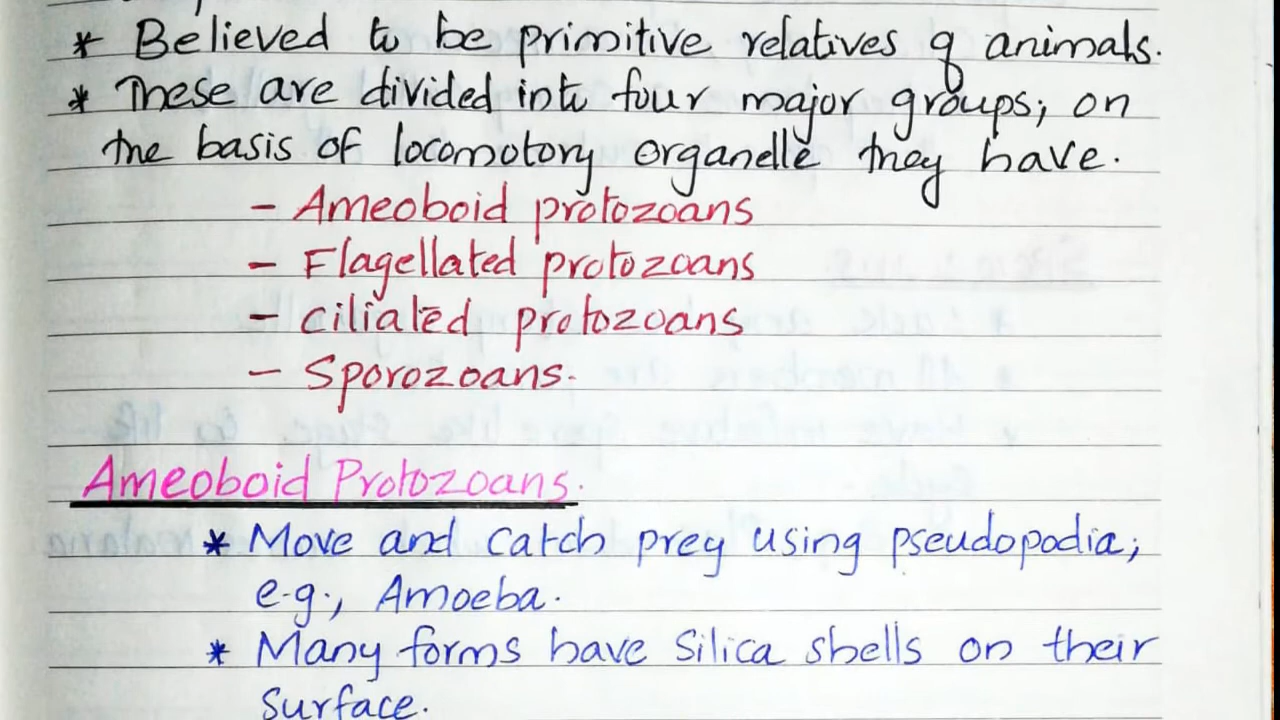 * Believed to be primitive relatives of animals.
* These are divided into four major groups; on
the basis of locomotory organelle they have.
- Ameoboid protozoans
- Flagellated protozoans
- ciliated protozoans
- Sporozoans.
Ameoboid Protozoans.
* Move and catch prey using pseudopodia;
e.g., Amoeba.
* Many forms have Silica shells on their
surface.